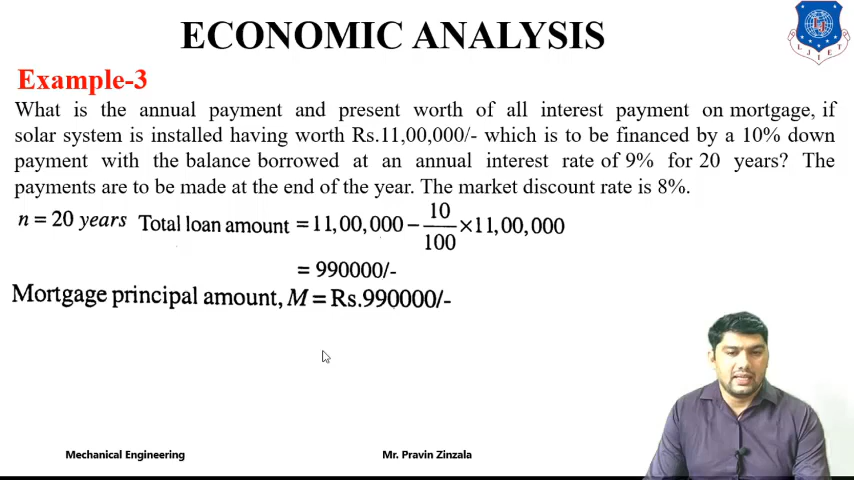 ECONOMIC ANALYSIS
LJIET
Example-3
What is the annual payment and present worth of all interest payment on mortgage, if
solar system is installed having worth Rs.11,00,000/- which is to be financed by a 10% down
payment with the balance borrowed at an annual interest rate of 9% for 20 years? The
payments are to be made at the end of the year. The market discount rate is 8%.
n = 20 years Total loan amount = 11,00,000 − 10/100 × 11,00,000
= 990000/-
Mortgage principal amount, M = Rs.990000/-
Mechanical Engineering
Mr. Pravin Zinzala